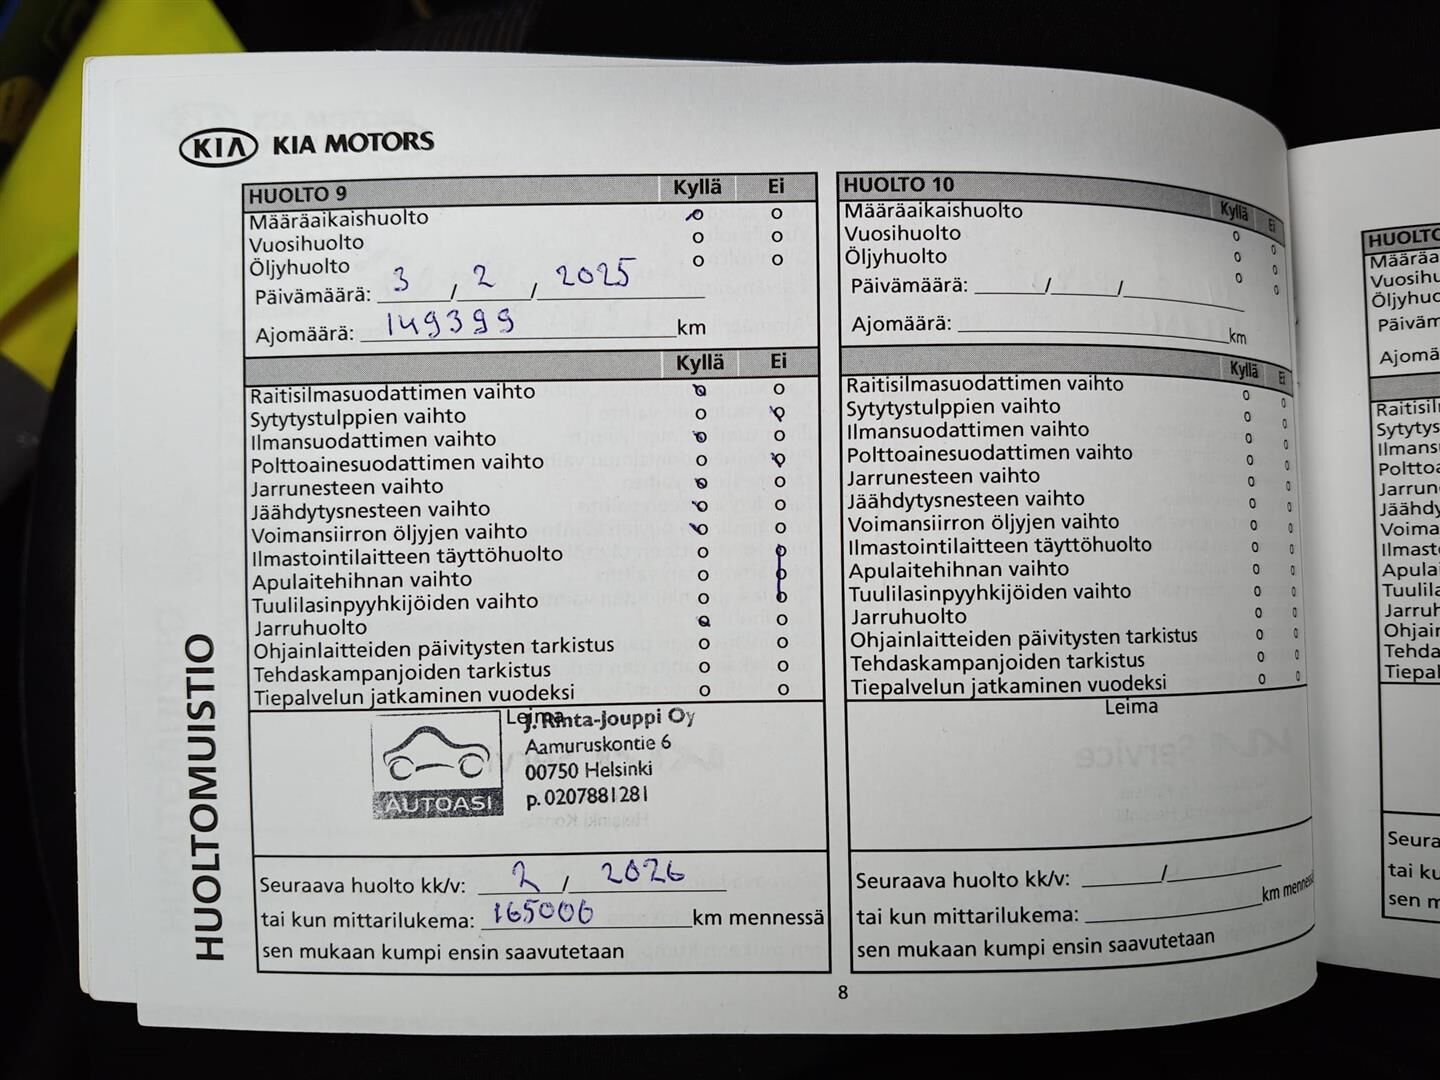 KIA KIA MOTORS
HUOLTOMUISTIO
HUOLTO 9 Kyllä Ei
Määräaikaishuolto o o
Vuosihuolto o o
Öljyhuolto o o
Päivämäärä: 3 / 2 / 2025
Ajomäärä: 149399 km
Kyllä Ei
Raitisilmasuodattimen vaihto o o
Sytytystulppien vaihto o o
Ilmansuodattimen vaihto o o
Polttoainesuodattimen vaihto o o
Jarrunesteen vaihto o o
Jäähdytysnesteen vaihto o o
Voimansiirron öljyjen vaihto o o
Ilmastointilaitteen täyttöhuolto o o
Apulaitehihnan vaihto o o
Tuulilasinpyyhkijöiden vaihto o o
Jarruhuolto o o
Ohjainlaitteiden päivitysten tarkistus o o
Tehdaskampanjoiden tarkistus o o
Tiepalvelun jatkaminen vuodeksi o o
Leima
J. Rinta-Jouppi Oy
Aamuruskontie 6
00750 Helsinki
p. 0207881281
AUTOASI
Seuraava huolto kk/v: 2 / 2026
tai kun mittarilukema: 165000 km mennessä
sen mukaan kumpi ensin saavutetaan
HUOLTO 10 Kyllä Ei
Määräaikaishuolto o o
Vuosihuolto o o
Öljyhuolto o o
Päivämäärä: / /
Ajomäärä: km
Kyllä Ei
Raitisilmasuodattimen vaihto o o
Sytytystulppien vaihto o o
Ilmansuodattimen vaihto o o
Polttoainesuodattimen vaihto o o
Jarrunesteen vaihto o o
Jäähdytysnesteen vaihto o o
Voimansiirron öljyjen vaihto o o
Ilmastointilaitteen täyttöhuolto o o
Apulaitehihnan vaihto o o
Tuulilasinpyyhkijöiden vaihto o o
Jarruhuolto o o
Ohjainlaitteiden päivitysten tarkistus o o
Tehdaskampanjoiden tarkistus o o
Tiepalvelun jatkaminen vuodeksi o o
Leima
Seuraava huolto kk/v: /
tai kun mittarilukema: km mennessä
sen mukaan kumpi ensin saavutetaan
8